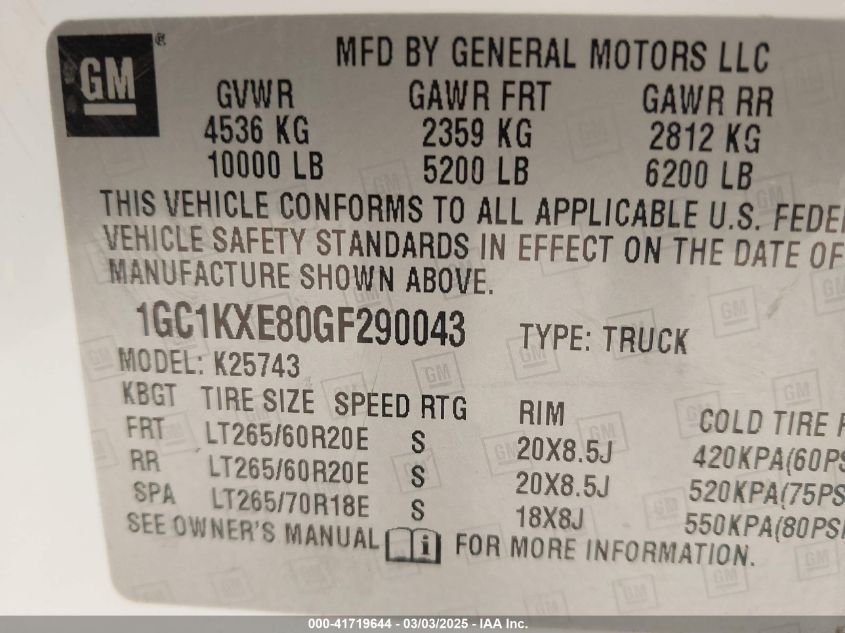 GM ®
MFD BY GENERAL MOTORS LLC
GVWR GAWR FRT GAWR RR
4536 KG 2359 KG 2812 KG
10000 LB 5200 LB 6200 LB
THIS VEHICLE CONFORMS TO ALL APPLICABLE U.S. FEDE
VEHICLE SAFETY STANDARDS IN EFFECT ON THE DATE OF
MANUFACTURE SHOWN ABOVE.
1GC1KXE80GF290043 TYPE: TRUCK
MODEL: K25743
KBGT TIRE SIZE SPEED RTG RIM COLD TIRE
FRT LT265/60R20E S 20X8.5J 420KPA(60PS
RR LT265/60R20E S 20X8.5J 520KPA(75PS
SPA LT265/70R18E S 18X8J 550KPA(80PSI
SEE OWNER'S MANUAL i FOR MORE INFORMATION.
000-41719644 / 03/03/2025 - IAA Inc.